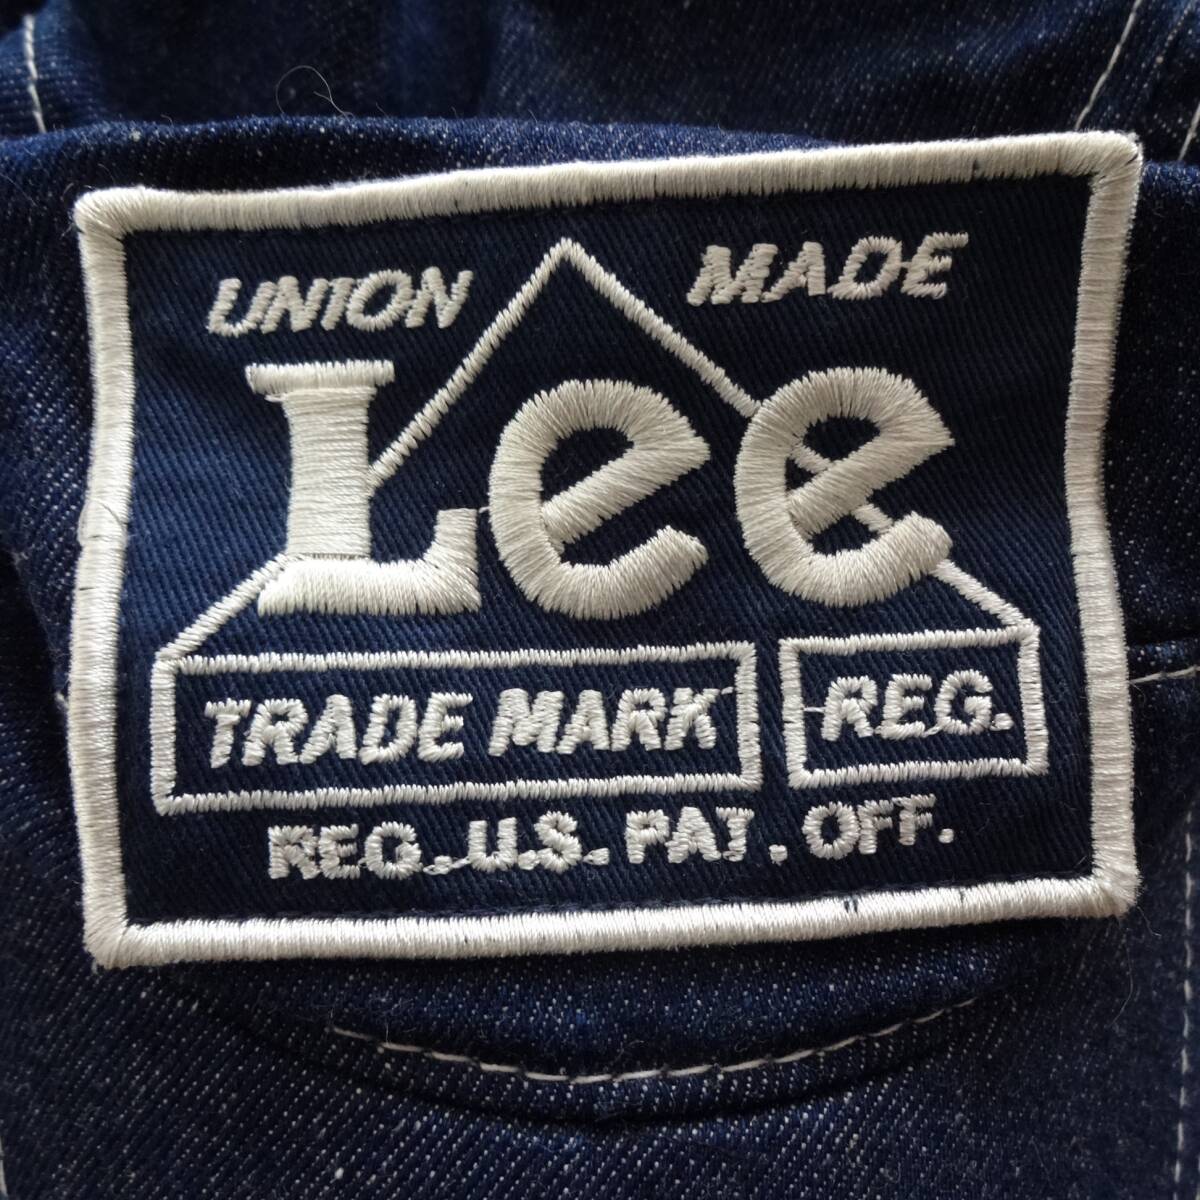 UNION MADE
Lee
TRADE MARK REG.
REG. U.S. PAT. OFF.